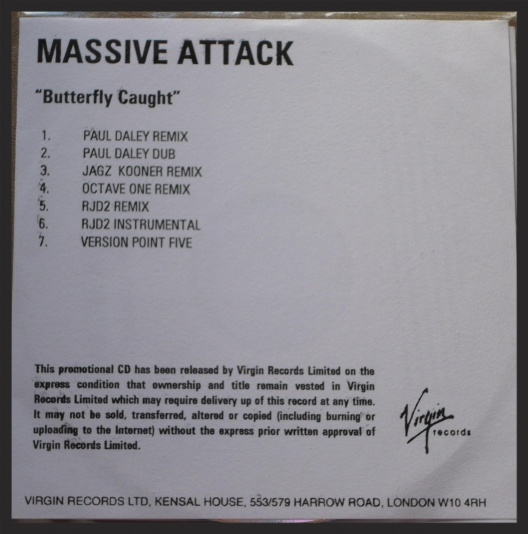 MASSIVE ATTACK
"Butterfly Caught"
1. PAUL DALEY REMIX
2. PAUL DALEY DUB
3. JAGZ KOONER REMIX
4. OCTAVE ONE REMIX
5. RJD2 REMIX
6. RJD2 INSTRUMENTAL
7. VERSION POINT FIVE
This promotional CD has been released by Virgin Records Limited on the
express condition that ownership and title remain vested in Virgin
Records Limited which may require delivery up of this record at any time.
It may not be sold, transferred, altered or copied (including burning or
uploading to the Internet) without the express prior written approval of
Virgin Records Limited.
Virgin
records
VIRGIN RECORDS LTD, KENSAL HOUSE, 553/579 HARROW ROAD, LONDON W10 4RH